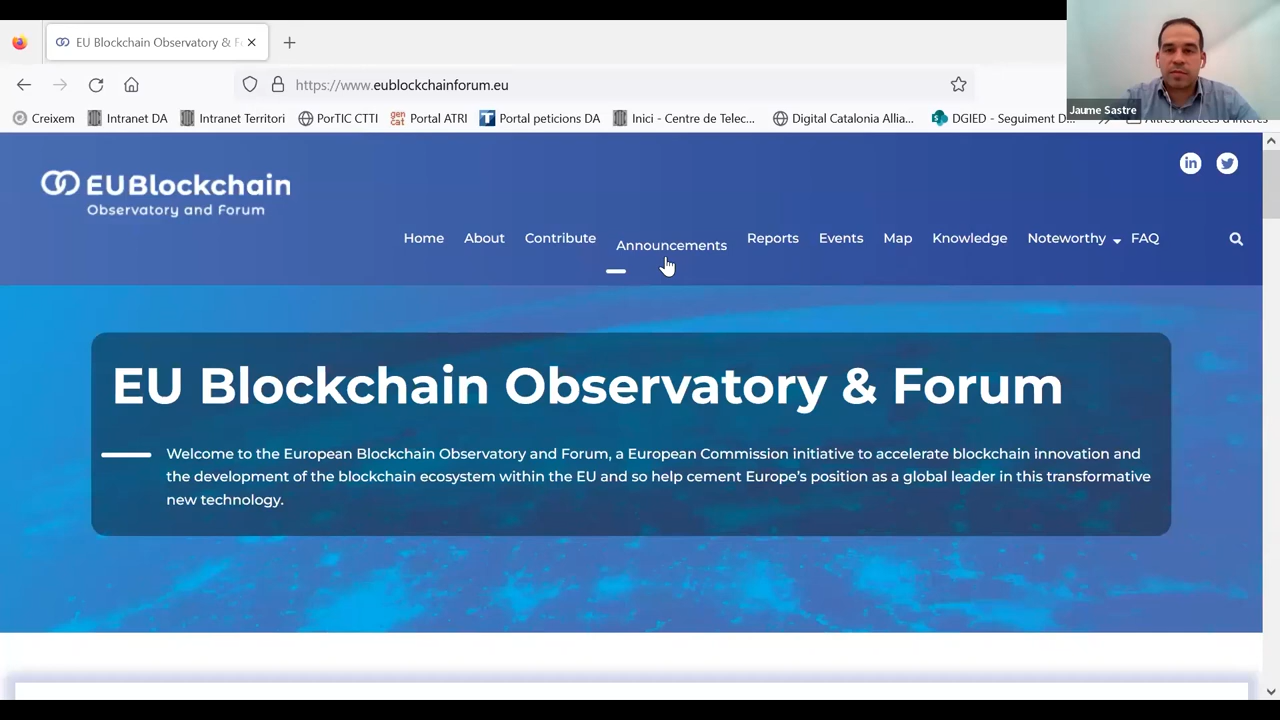 EU Blockchain Observatory & F
https://www.eublockchainforum.eu
Creixem Intranet DA Intranet Territori PorTIC CTTI Portal ATRI Portal peticions DA Inici - Centre de Telec... Digital Catalonia Allia... DGIED - Seguiment D...
Jaume Sastre
EUBlockchain
Observatory and Forum
in
Home About Contribute Announcements Reports Events Map Knowledge Noteworthy FAQ
EU Blockchain Observatory & Forum
Welcome to the European Blockchain Observatory and Forum, a European Commission initiative to accelerate blockchain innovation and
the development of the blockchain ecosystem within the EU and so help cement Europe's position as a global leader in this transformative
new technology.